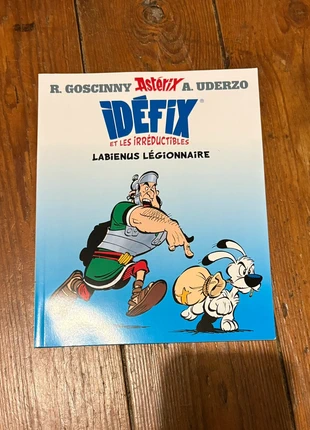 R. GOSCINNY Astérix A. UDERZO
IDÉFIX
ET LES IRRÉDUCTIBLES
LABIENUS LÉGIONNAIRE